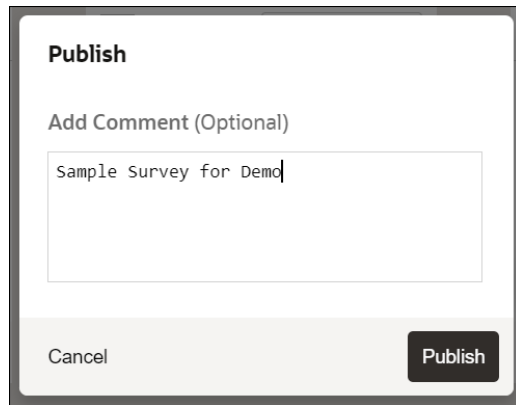 Publish
Add Comment (Optional)
Sample Survey for Demo
Cancel
Publish